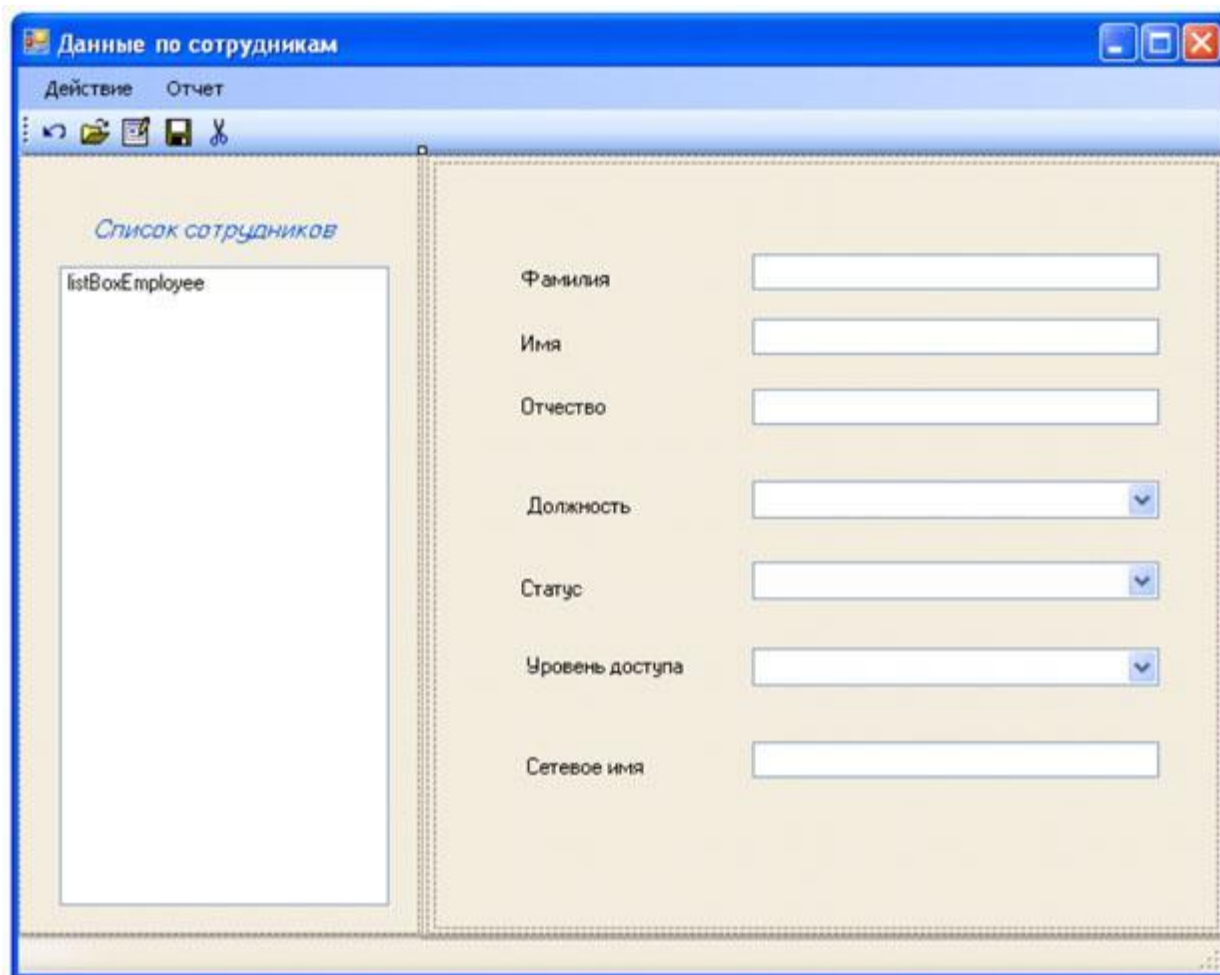 Данные по сотрудникам
Действие Отчет
Список сотрудников
listBoxEmployee
Фамилия
Имя
Отчество
Должность
Статус
Уровень доступа
Сетевое имя